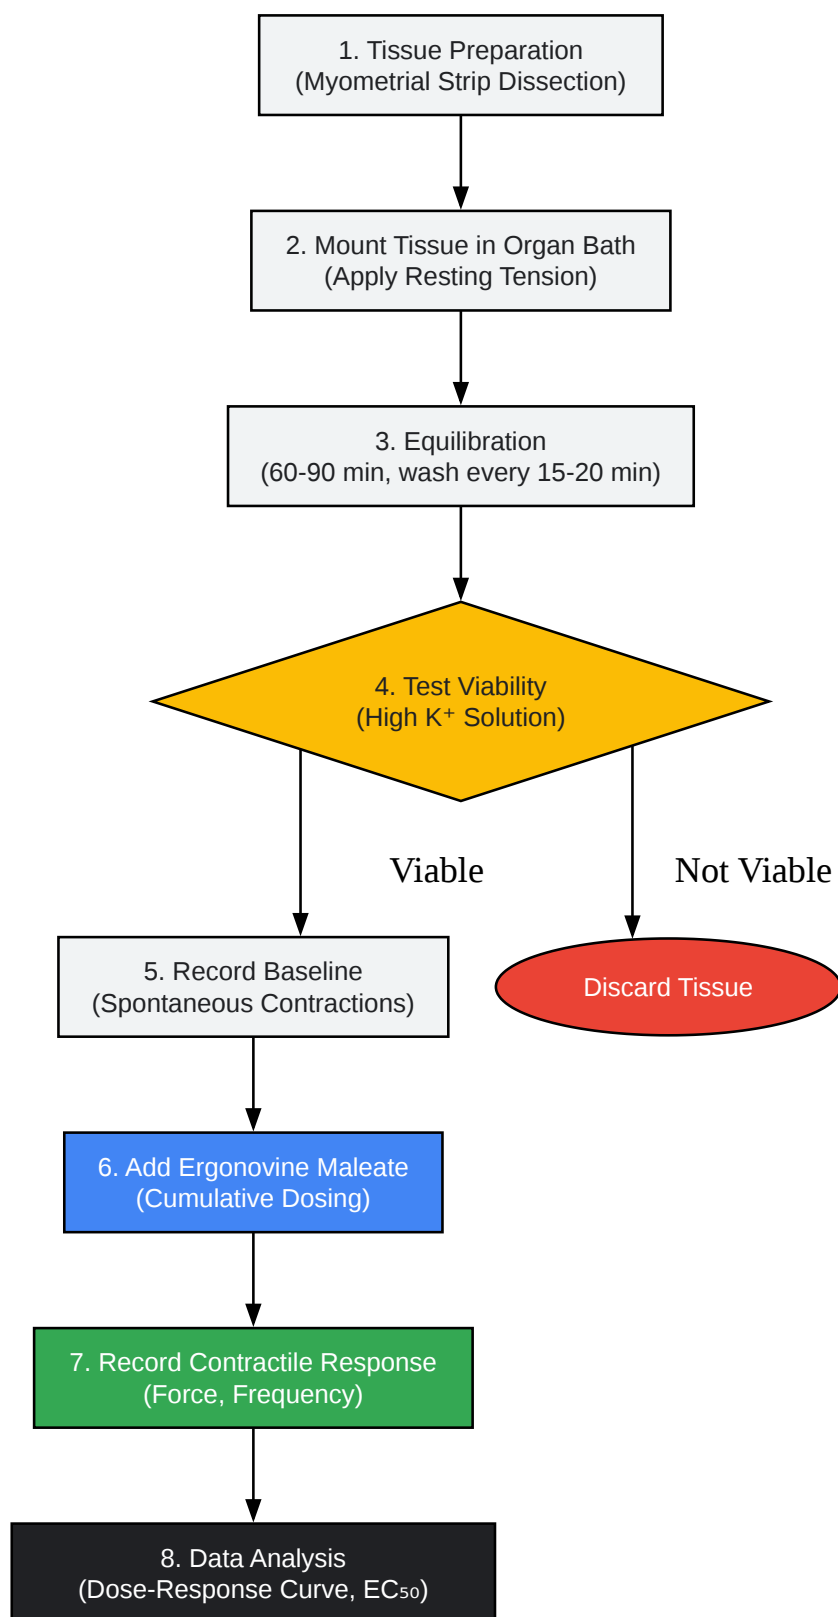 1. Tissue Preparation
(Myometrial Strip Dissection)
2. Mount Tissue in Organ Bath
(Apply Resting Tension)
3. Equilibration
(60-90 min, wash every 15-20 min)
4. Test Viability
(High K⁺ Solution)
Viable
Not Viable
5. Record Baseline
(Spontaneous Contractions)
Discard Tissue
6. Add Ergonovine Maleate
(Cumulative Dosing)
7. Record Contractile Response
(Force, Frequency)
8. Data Analysis
(Dose-Response Curve, EC₅₀)